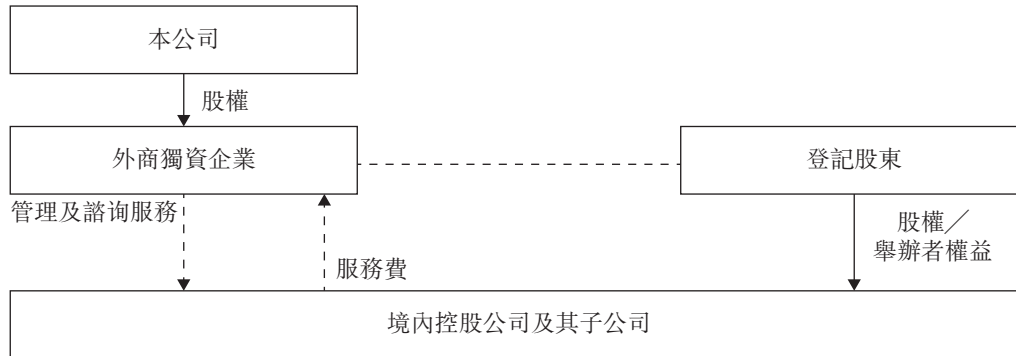 本公司
股權
外商獨資企業
登記股東
管理及諮询服務
服務費
股權／
舉辦者權益
境內控股公司及其子公司